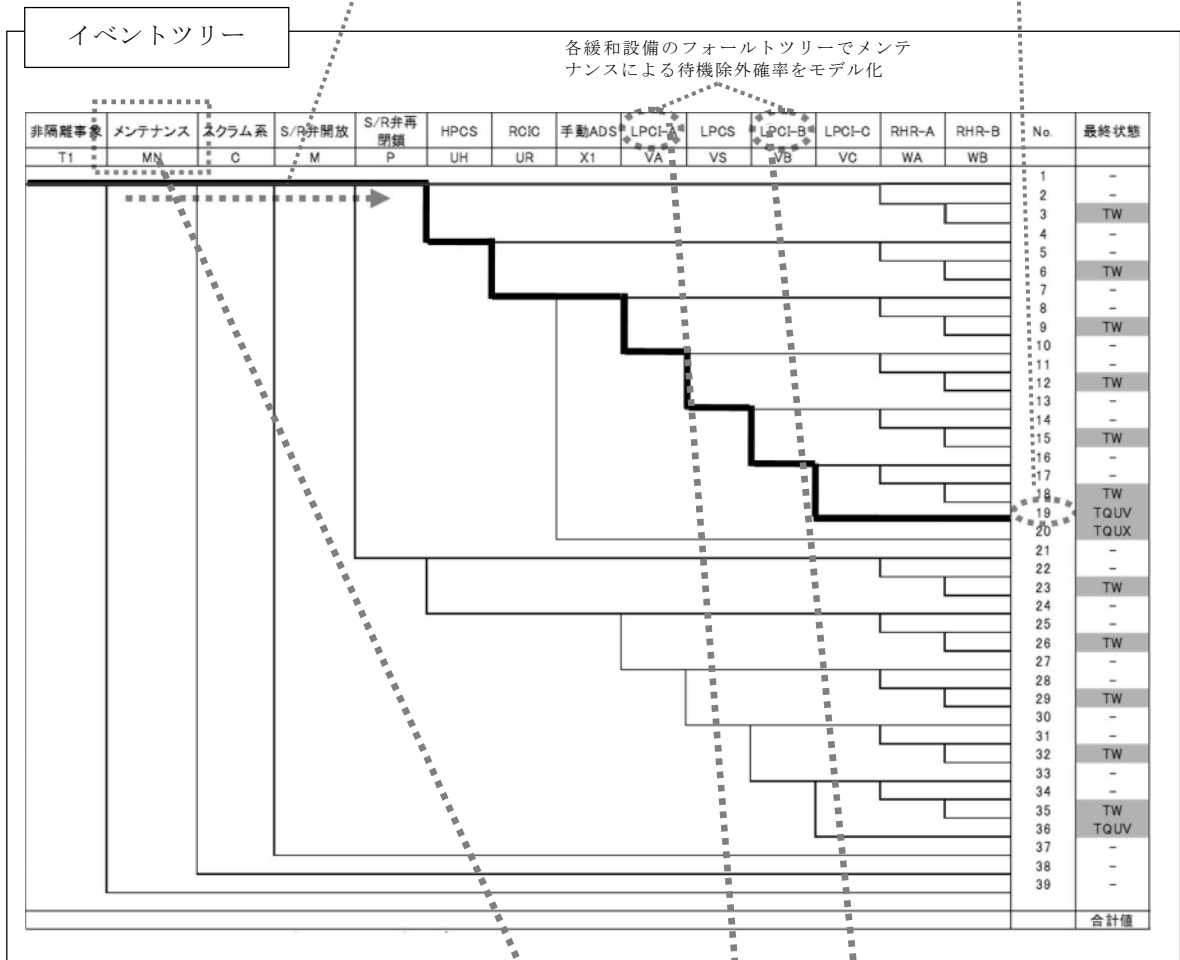 イベントツリー
各緩和設備のフォールトツリーでメンテ
ナンスによる待機除外確率をモデル化
非隔離事象 メンテナンス スクラム系 S/R弁開放 S/R弁再閉鎖 HPCS RCIC 手動ADS LPCI-A LPCS LPCI-B LPCI-C RHR-A RHR-B No. 最終状態
T1 MN C M P UH UR X1 VA VS VB VC WA WB
1 -
2 -
3 TW
4 -
5 -
6 TW
7 -
8 -
9 TW
10 -
11 -
12 TW
13 -
14 -
15 TW
16 -
17 -
18 TW
19 TQUV
20 TQUX
21 -
22 -
23 TW
24 -
25 -
26 TW
27 -
28 -
29 TW
30 -
31 -
32 TW
33 -
34 -
35 TW
36 TQUV
37 -
38 -
39 -
合計値